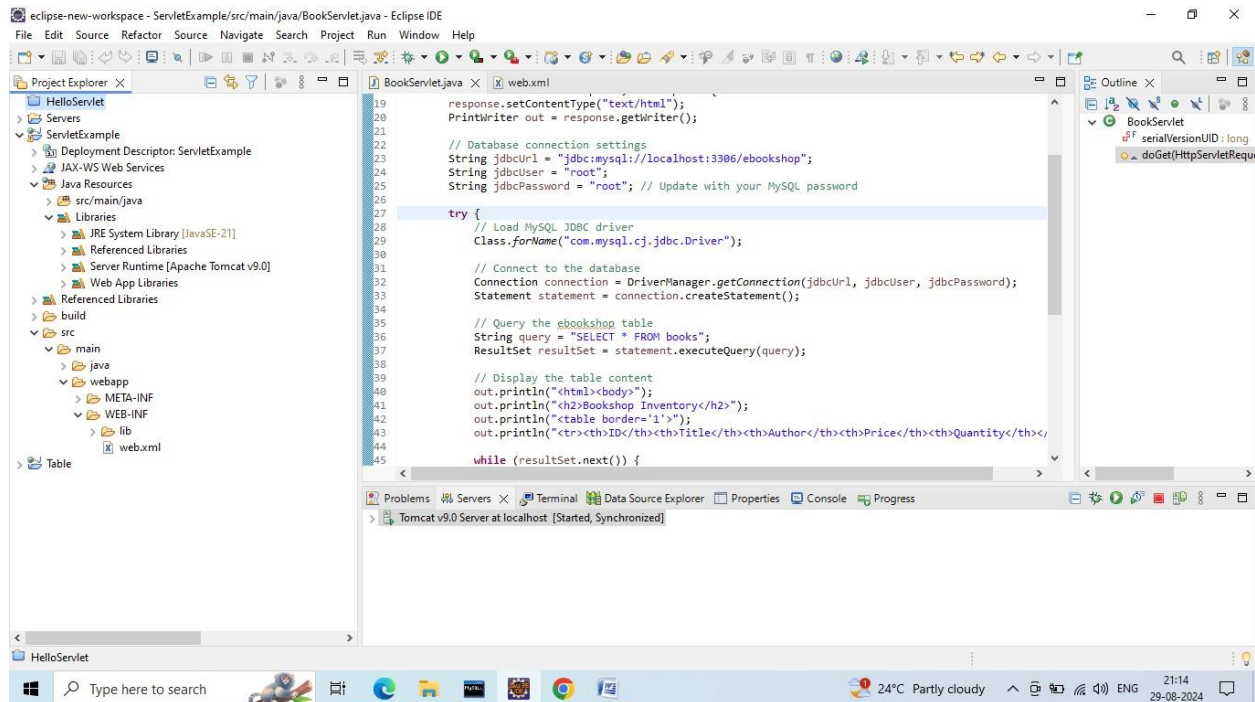 eclipse-new-workspace - ServletExample/src/main/java/BookServlet.java - Eclipse IDE
File Edit Source Refactor Source Navigate Search Project Run Window Help
Project Explorer
HelloServlet
Servers
ServletExample
Deployment Descriptor: ServletExample
JAX-WS Web Services
Java Resources
src/main/java
Libraries
JRE System Library [JavaSE-21]
Referenced Libraries
Server Runtime [Apache Tomcat v9.0]
Web App Libraries
Referenced Libraries
build
src
main
java
webapp
META-INF
WEB-INF
lib
web.xml
Table
BookServlet.java web.xml
19 response.setContentType("text/html");
20 PrintWriter out = response.getWriter();
21
22 // Database connection settings
23 String jdbcUrl = "jdbc:mysql://localhost:3306/ebookshop";
24 String jdbcUser = "root";
25 String jdbcPassword = "root"; // Update with your MySQL password
26
27 try {
28 // Load MySQL JDBC driver
29 Class.forName("com.mysql.cj.jdbc.Driver");
30
31 // Connect to the database
32 Connection connection = DriverManager.getConnection(jdbcUrl, jdbcUser, jdbcPassword);
33 Statement statement = connection.createStatement();
34
35 // Query the ebookshop table
36 String query = "SELECT * FROM books";
37 ResultSet resultSet = statement.executeQuery(query);
38
39 // Display the table content
40 out.println("<html><body>");
41 out.println("<h2>Bookshop Inventory</h2>");
42 out.println("<table border='1'>");
43 out.println("<tr><th>ID</th><th>Title</th><th>Author</th><th>Price</th><th>Quantity</th></
44
45 while (resultSet.next()) {
Outline
BookServlet
serialVersionUID : long
doGet(HttpServletReque
Problems Servers Terminal Data Source Explorer Properties Console Progress
Tomcat v9.0 Server at localhost [Started, Synchronized]
HelloServlet
Type here to search
24°C Partly cloudy ENG 21:14
29-08-2024